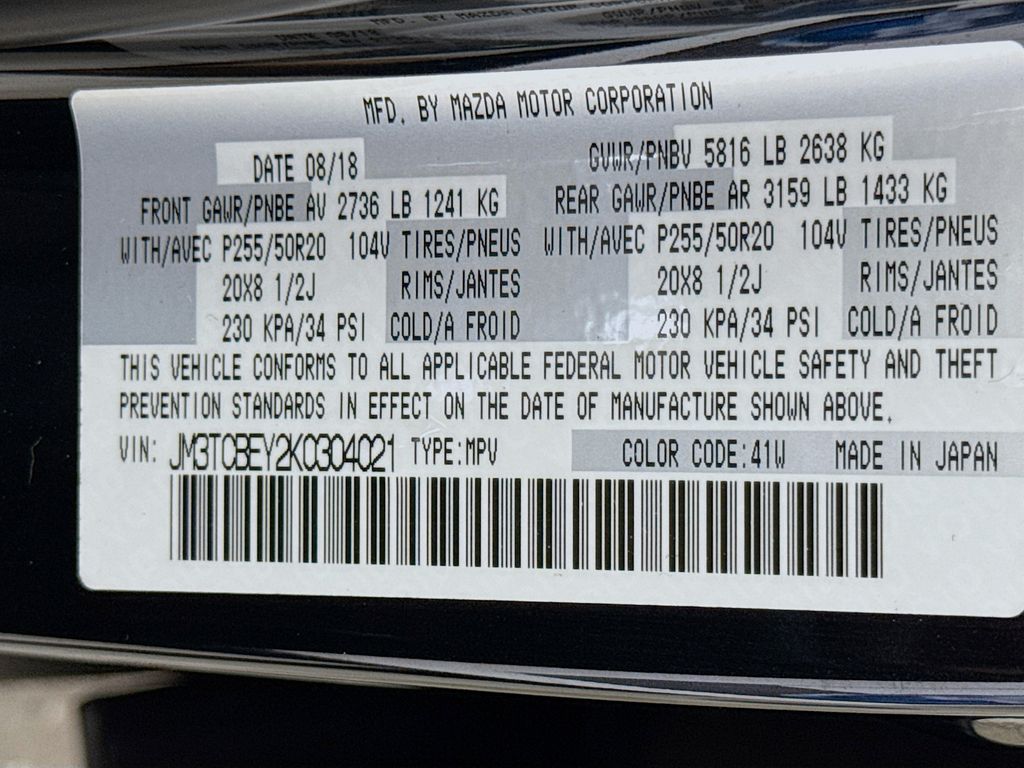 MFD. BY MAZDA MOTOR CORPORATION
DATE 08/18 GVWR/PNBV 5816 LB 2638 KG
FRONT GAWR/PNBE AV 2736 LB 1241 KG REAR GAWR/PNBE AR 3159 LB 1433 KG
WITH/AVEC P255/50R20 104V TIRES/PNEUS WITH/AVEC P255/50R20 104V TIRES/PNEUS
20X8 1/2J RIMS/JANTES 20X8 1/2J RIMS/JANTES
230 KPA/34 PSI COLD/A FROID 230 KPA/34 PSI COLD/A FROID
THIS VEHICLE CONFORMS TO ALL APPLICABLE FEDERAL MOTOR VEHICLE SAFETY AND THEFT
PREVENTION STANDARDS IN EFFECT ON THE DATE OF MANUFACTURE SHOWN ABOVE.
VIN: JM3TCBEY2K0304021 TYPE:MPV COLOR CODE:41W MADE IN JAPAN